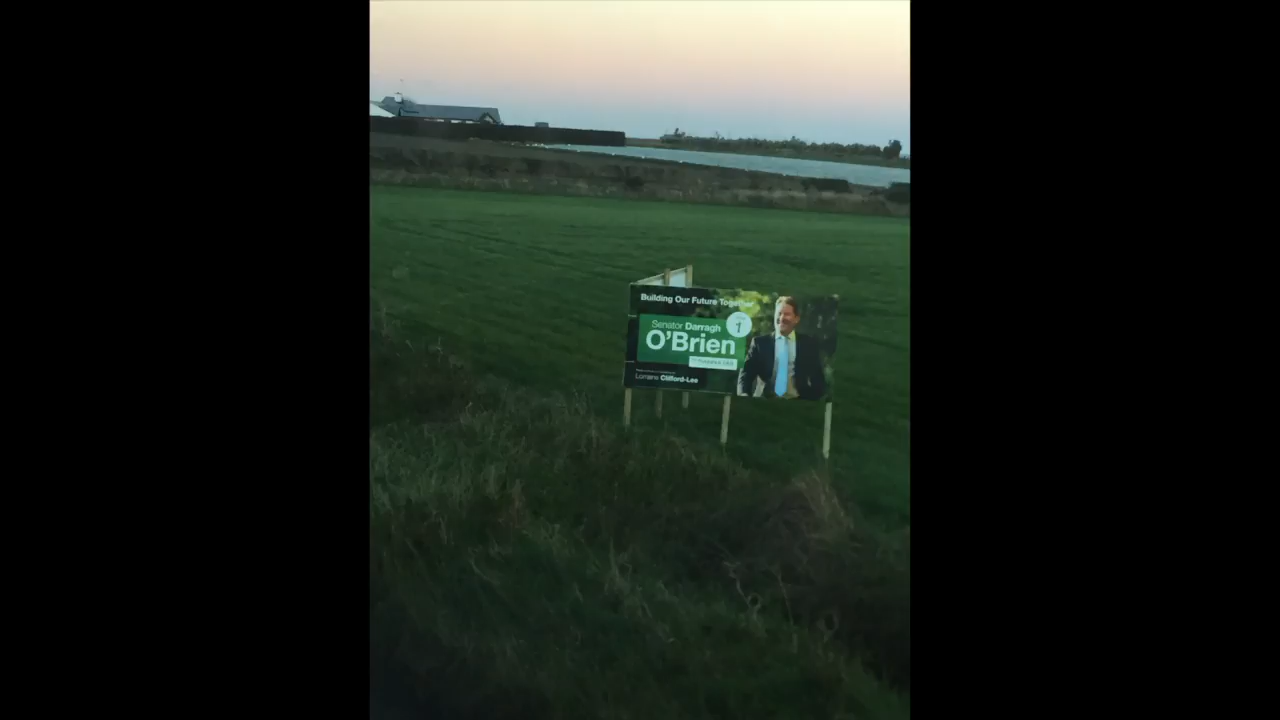 Building Our Future Together
1
Senator Darragh
O'Brien
Lorraine Clifford-Lee